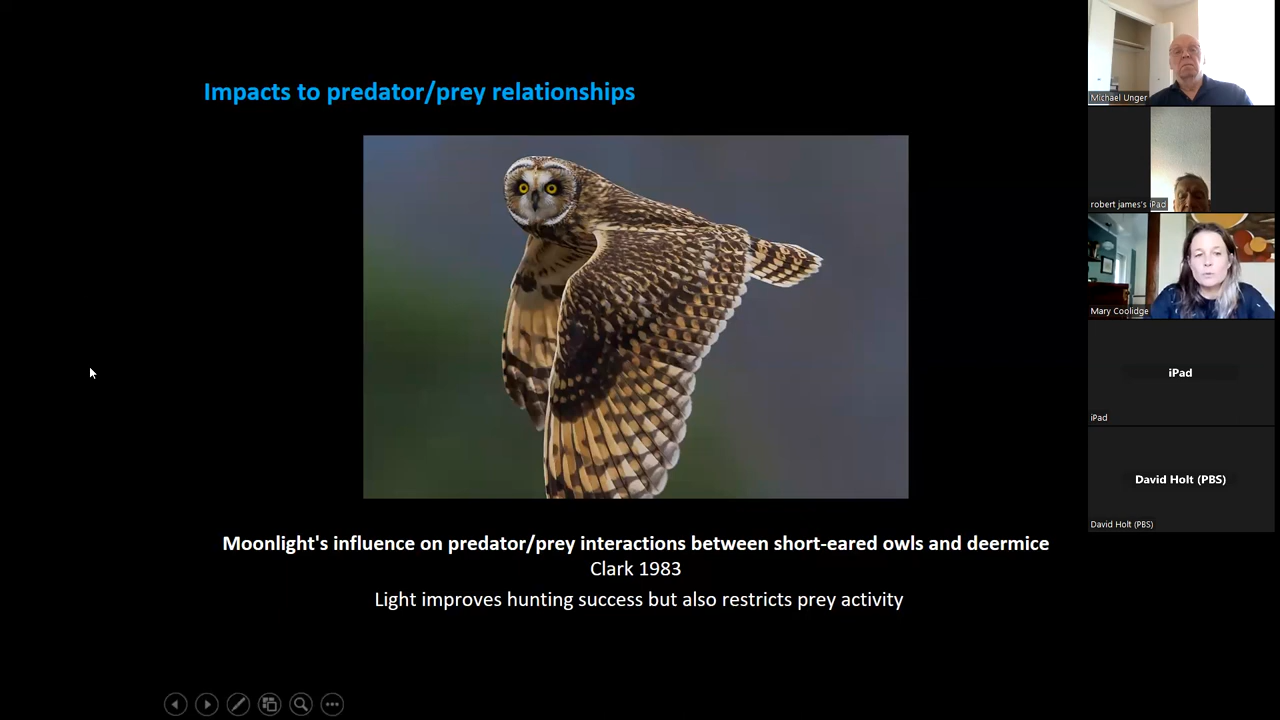 Impacts to predator/prey relationships
Moonlight's influence on predator/prey interactions between short-eared owls and deermice
Clark 1983
Light improves hunting success but also restricts prey activity
Michael Unger
robert james's iPad
Mary Coolidge
iPad
iPad
David Holt (PBS)
David Holt (PBS)